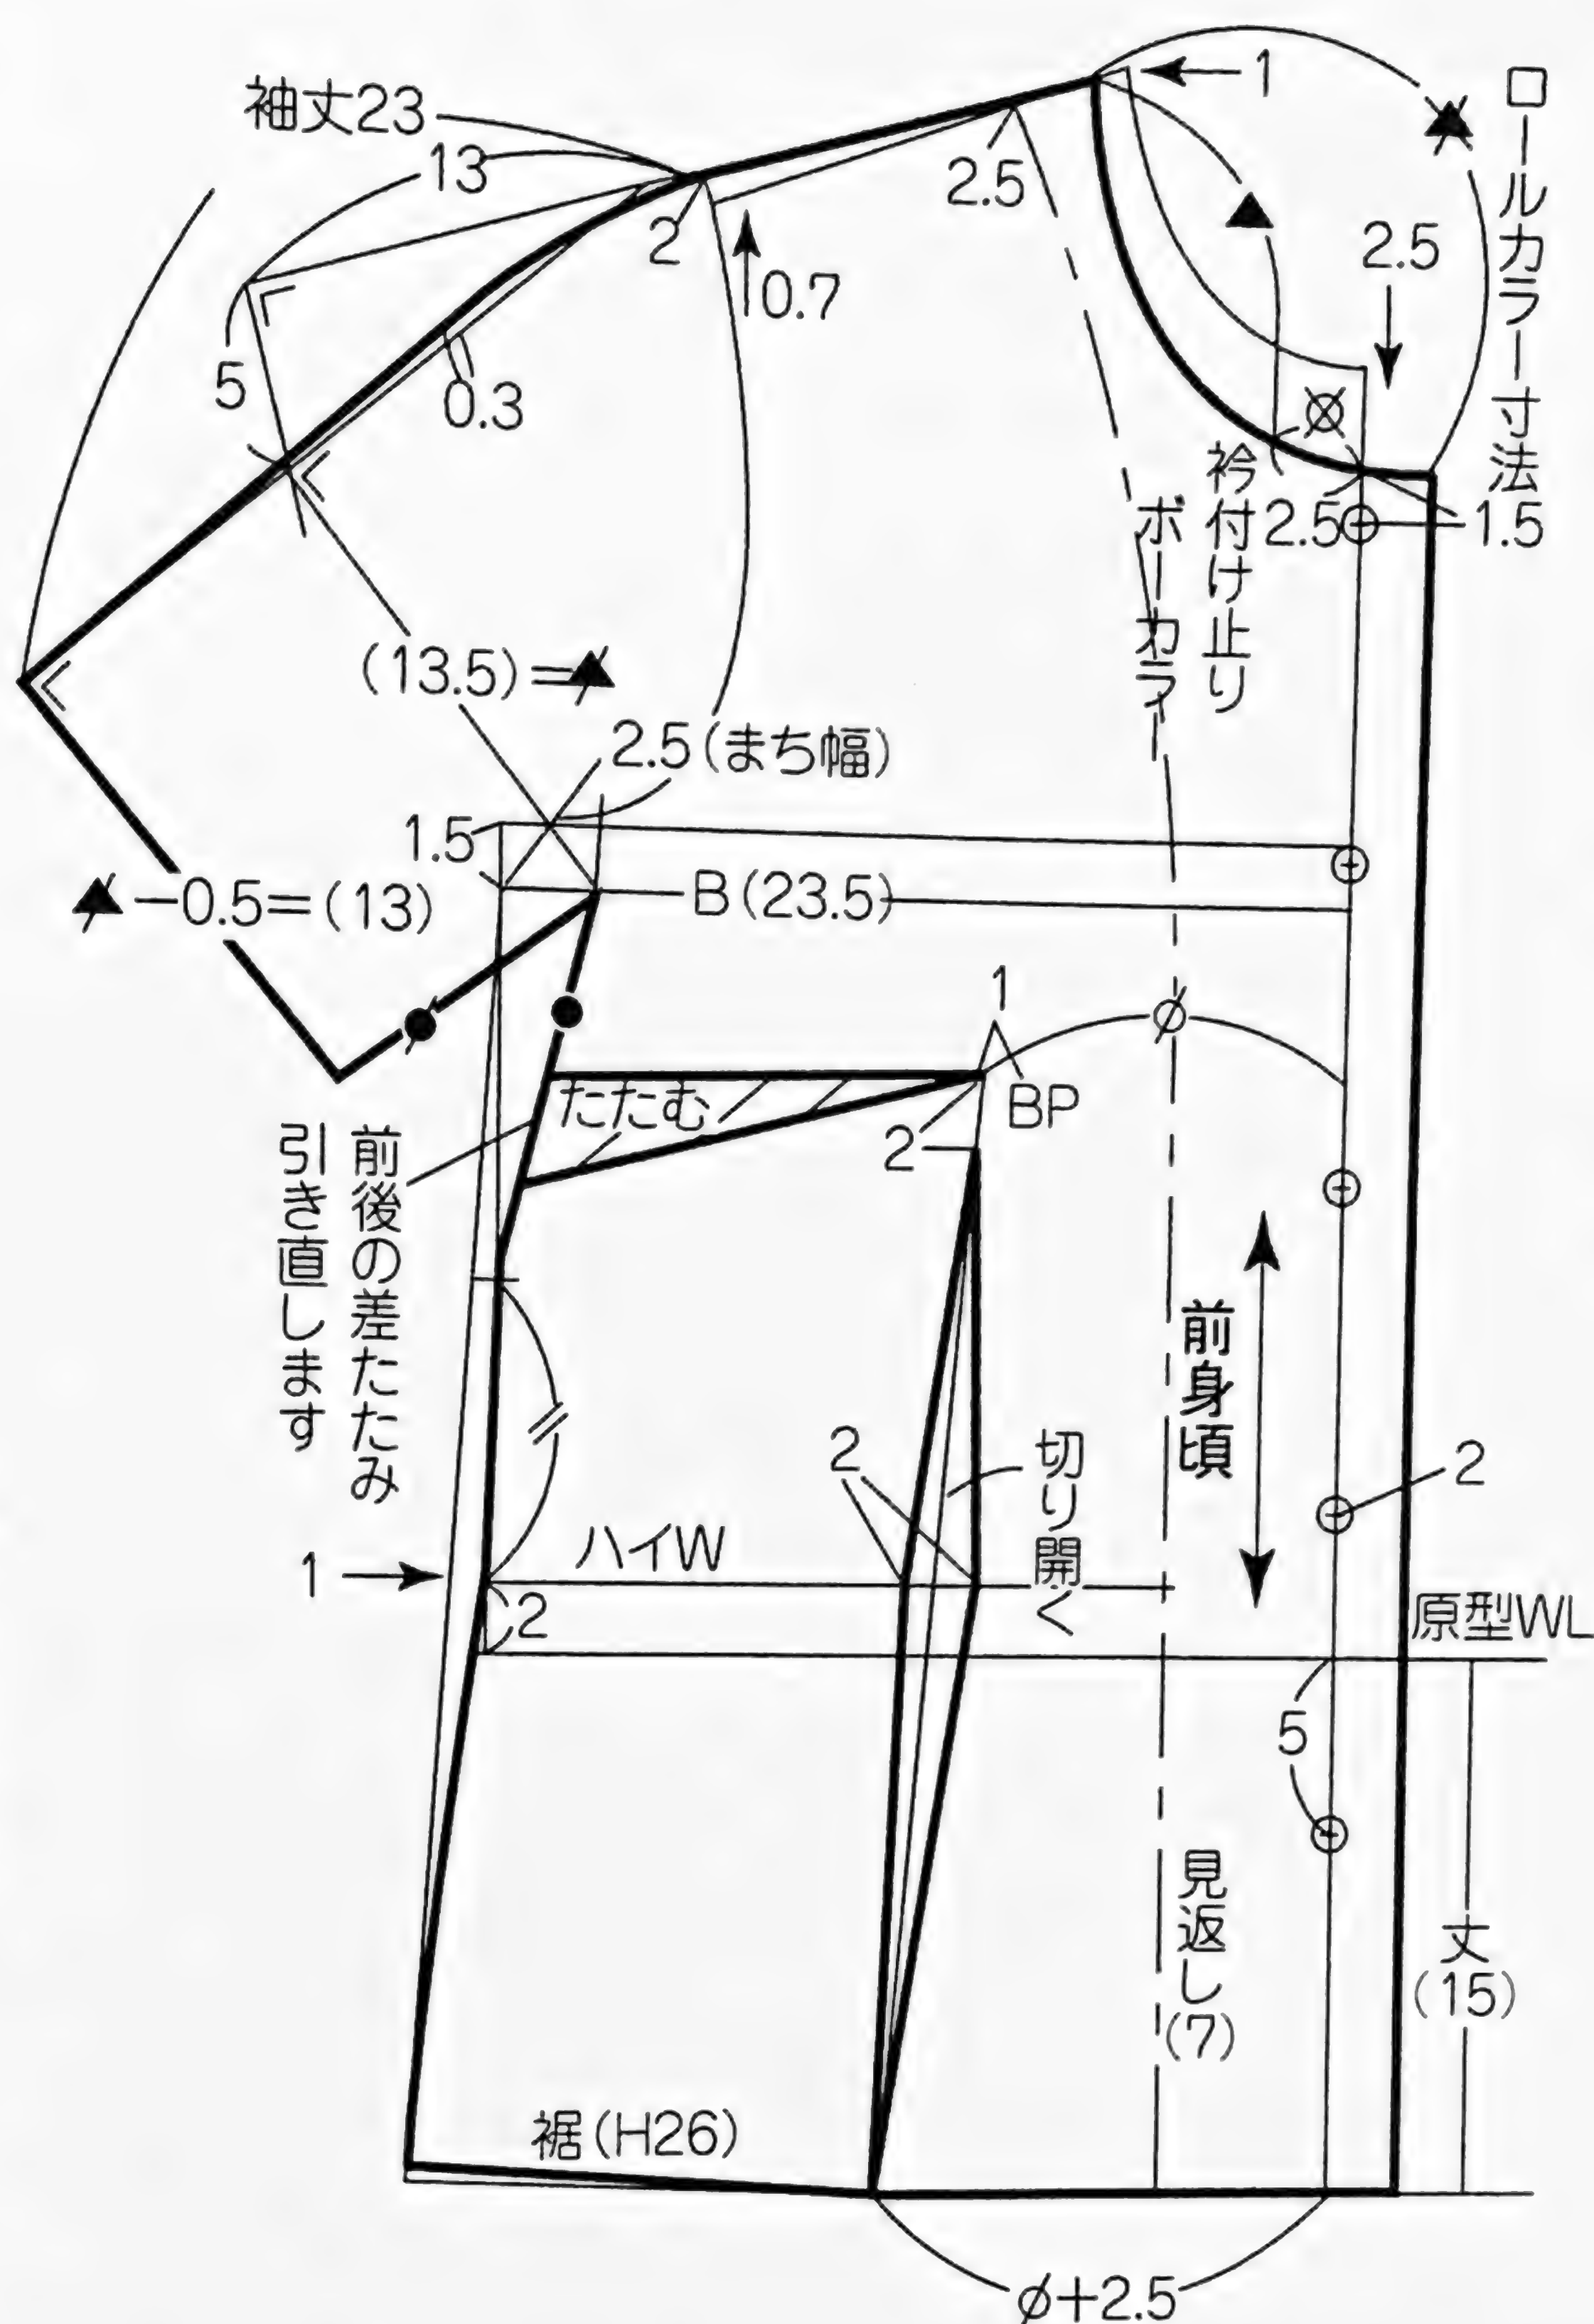 袖丈23
13
1
ロールカラー寸法
2.5
2
2.5
0.7
5
0.3
衿付け止り
2.5
1.5
ボーカラー
(13.5)=
2.5(まち幅)
1.5
B(23.5)
-0.5=(13)
1
BP
たたむ
2
前後の差たたみ
引き直します
前身頃
2
切り開く
2
ハイW
1
2
原型WL
5
見返し
(7)
丈
(15)
裾(H26)
φ+2.5